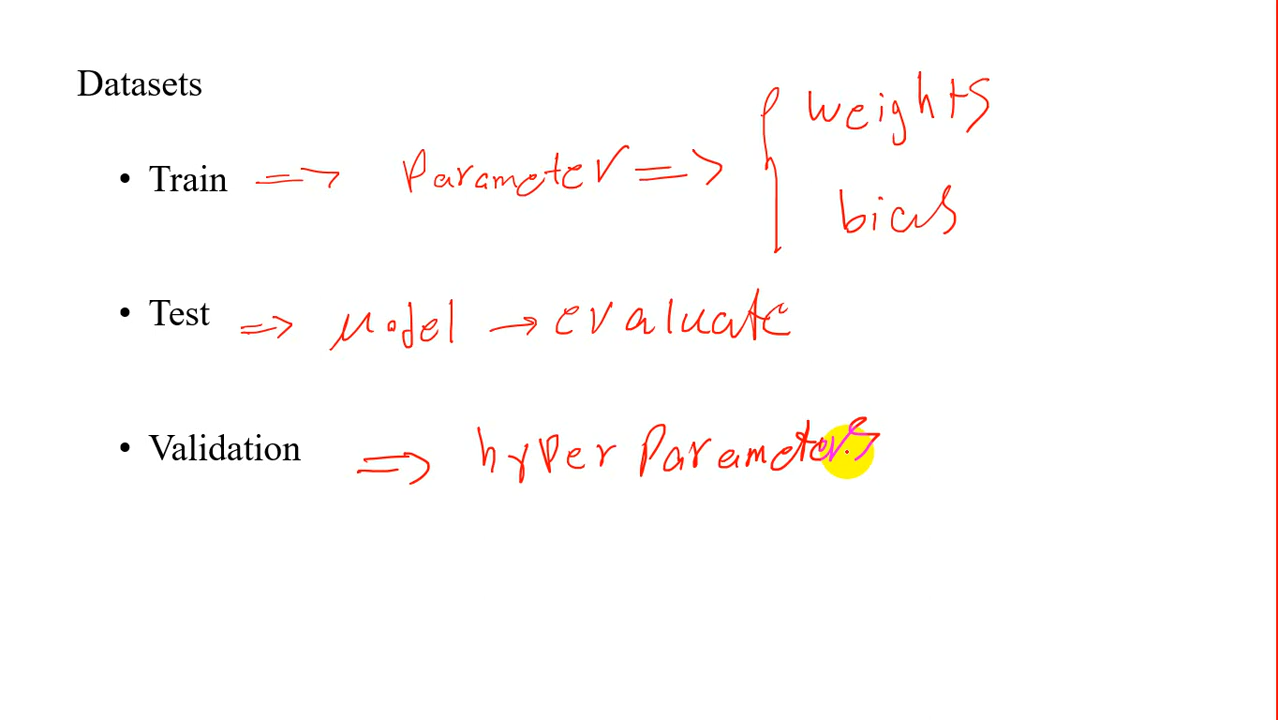 Datasets
weights
• Train => Parameter => {
bias
• Test => Model → evaluate
• Validation => hyper Parameters